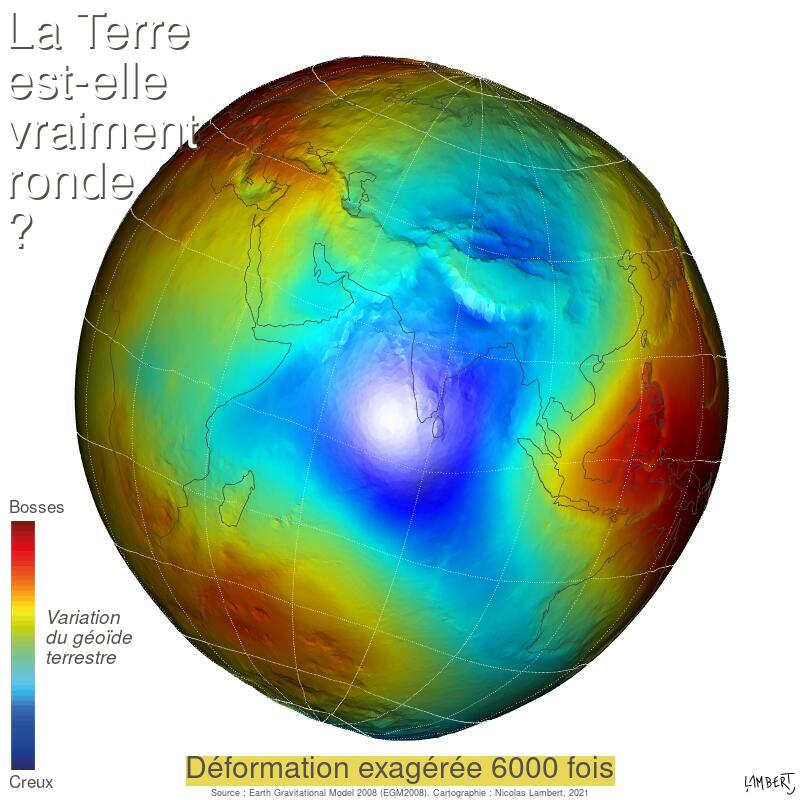 La Terre
est-elle
vraiment
ronde
?
Bosses
Variation
du géoïde
terrestre
Creux
Déformation exagérée 6000 fois
Source : Earth Gravitational Model 2008 (EGM2008). Cartographie : Nicolas Lambert, 2021
LAMBERT